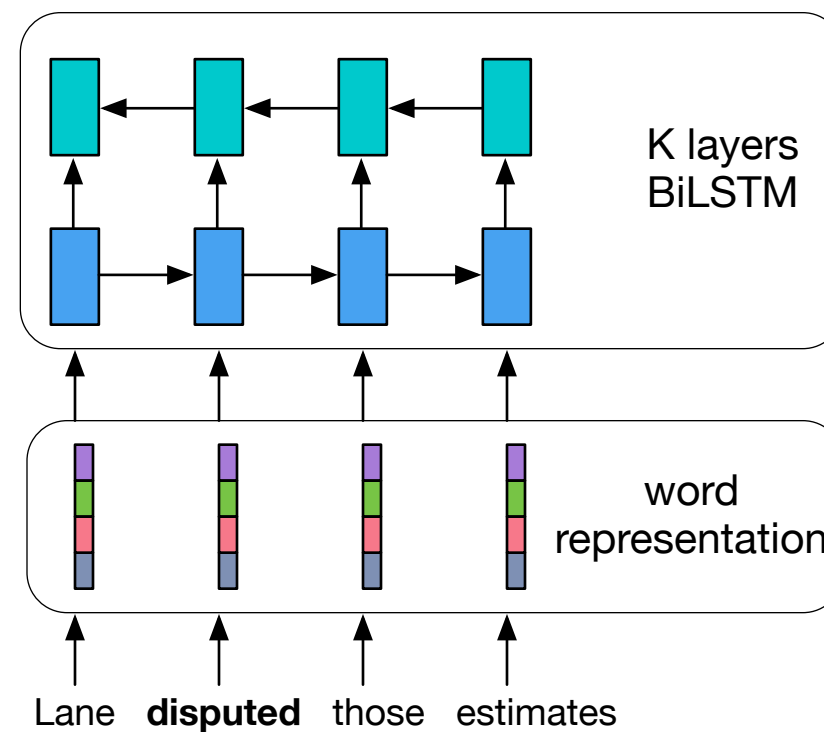 K layers
BiLSTM
word
representation
Lane disputed those estimates